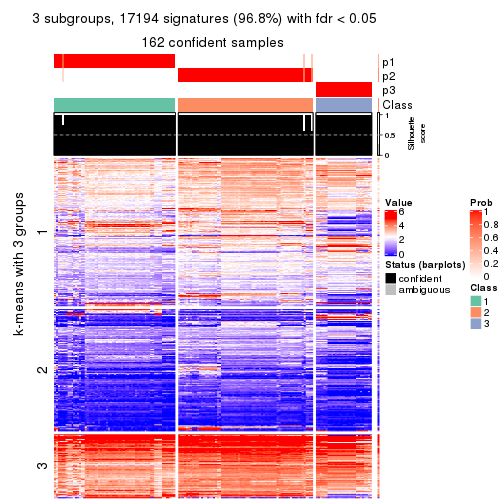 3 subgroups, 17194 signatures (96.8%) with fdr < 0.05
162 confident samples
p1
p2
p3
Class
1
0.5
0
Silhouette
score
k-means with 3 groups
1
2
3
Value
6
4
2
0
Status (barplots)
confident
ambiguous
Prob
1
0.8
0.6
0.4
0.2
0
Class
1
2
3